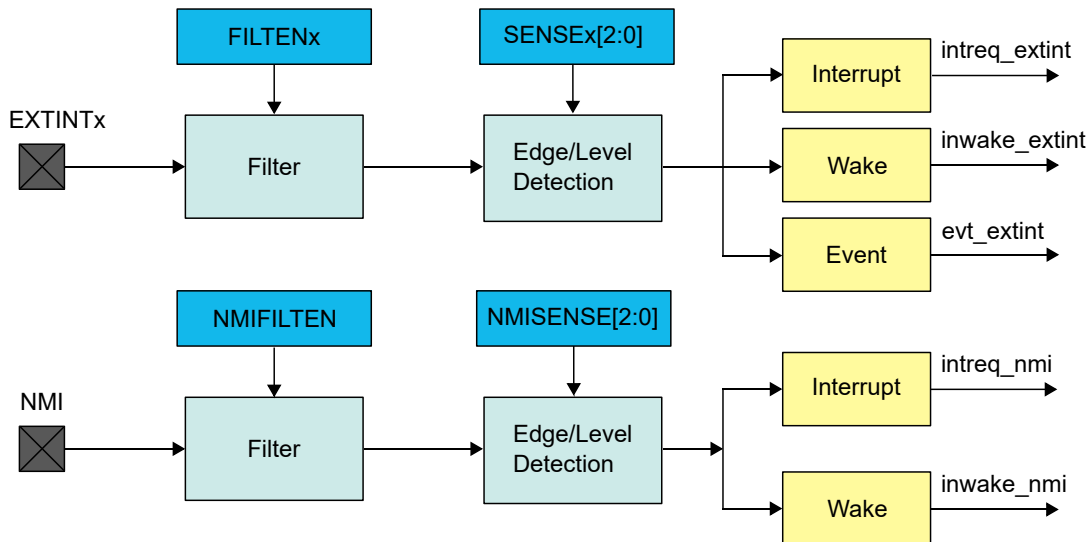 FILTENx
SENSEx[2:0]
intreq_extint
Interrupt
EXTINTx
Filter
Edge/Level
Detection
inwake_extint
Wake
evt_extint
Event
NMIFILTEN
NMISENSE[2:0]
intreq_nmi
Interrupt
NMI
Filter
Edge/Level
Detection
inwake_nmi
Wake